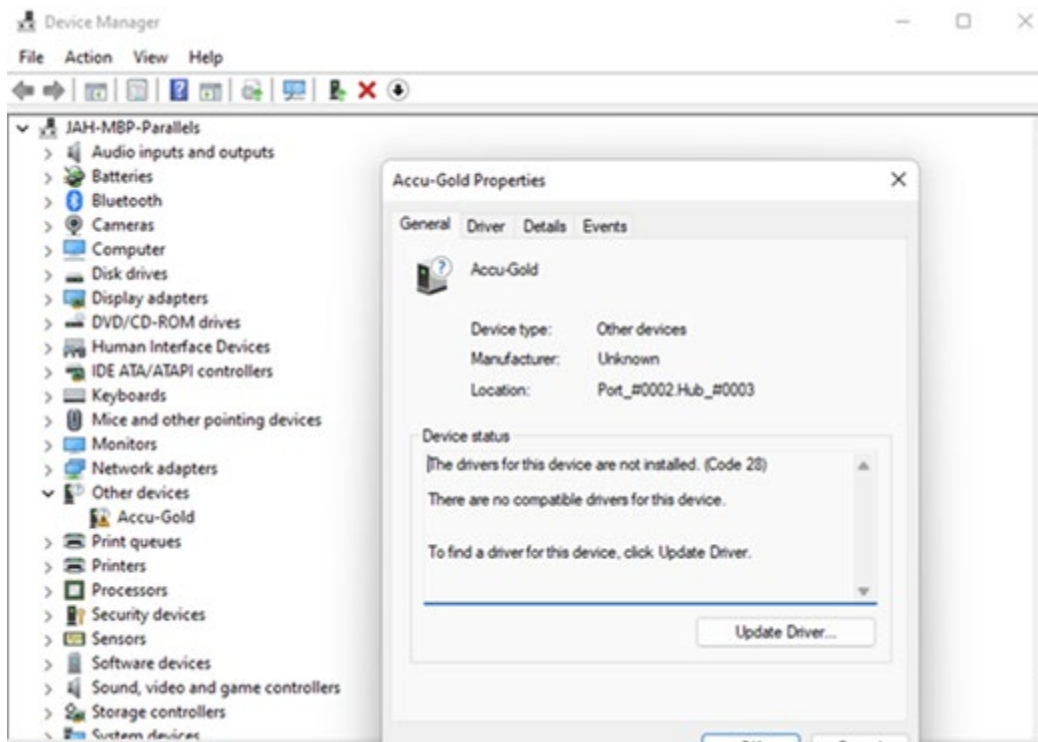 Device Manager
File Action View Help
JAH-MBP-Parallels
Audio inputs and outputs
Batteries
Bluetooth
Cameras
Computer
Disk drives
Display adapters
DVD/CD-ROM drives
Human Interface Devices
IDE ATA/ATAPI controllers
Keyboards
Mice and other pointing devices
Monitors
Network adapters
Other devices
Accu-Gold
Print queues
Printers
Processors
Security devices
Sensors
Software devices
Sound, video and game controllers
Storage controllers
System devices
Accu-Gold Properties
General Driver Details Events
Accu-Gold
Device type: Other devices
Manufacturer: Unknown
Location: Port_#0002.Hub_#0003
Device status
The drivers for this device are not installed. (Code 28)
There are no compatible drivers for this device.
To find a driver for this device, click Update Driver.
Update Driver...